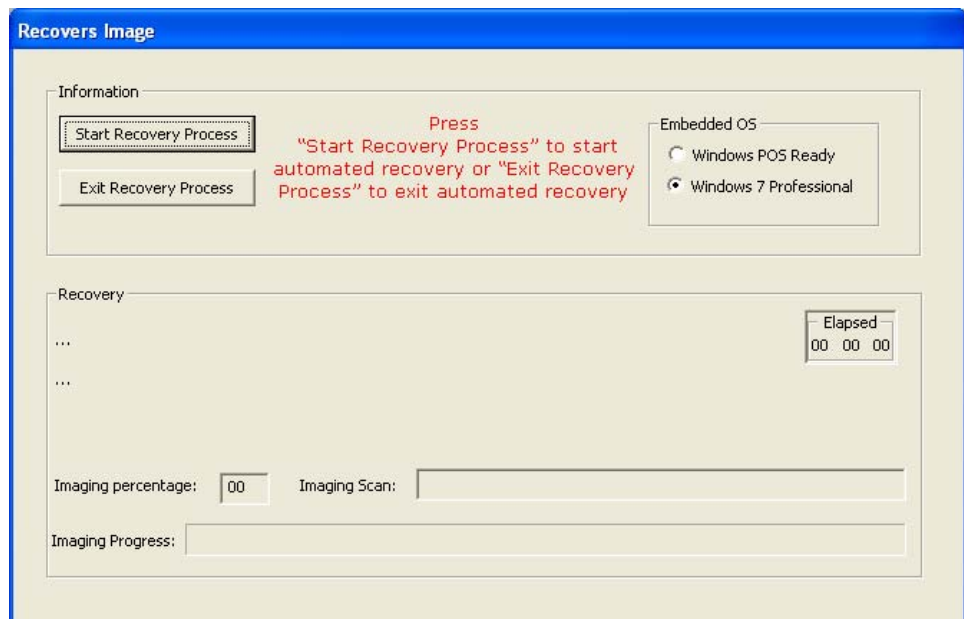 Recovers Image
Information
Start Recovery Process
Exit Recovery Process
Press
“Start Recovery Process” to start
automated recovery or “Exit Recovery
Process” to exit automated recovery
Embedded OS
Windows POS Ready
Windows 7 Professional
Recovery
...
...
Elapsed
00 00 00
Imaging percentage: 00 Imaging Scan:
Imaging Progress: